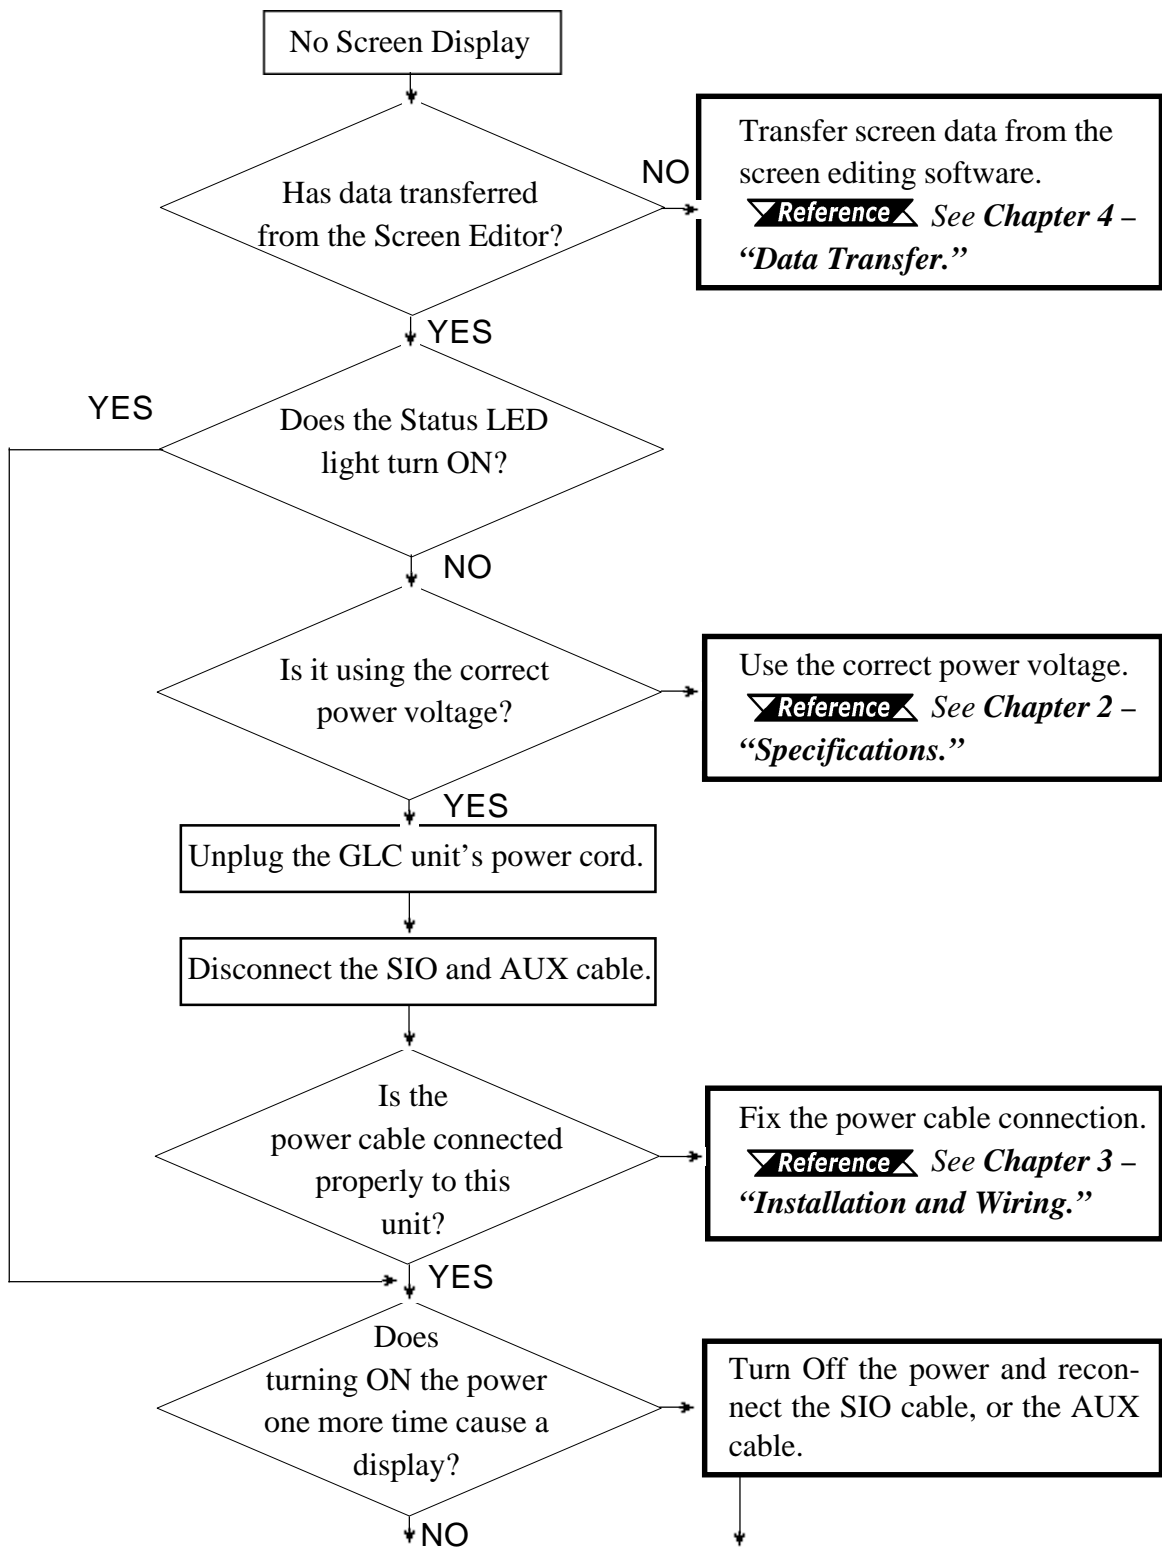 No Screen Display
Has data transferred
from the Screen Editor?
NO
Transfer screen data from the
screen editing software.
Reference See Chapter 4 –
“Data Transfer.”
YES
YES
Does the Status LED
light turn ON?
NO
Is it using the correct
power voltage?
Use the correct power voltage.
Reference See Chapter 2 –
“Specifications.”
YES
Unplug the GLC unit’s power cord.
Disconnect the SIO and AUX cable.
Is the
power cable connected
properly to this
unit?
Fix the power cable connection.
Reference See Chapter 3 –
“Installation and Wiring.”
YES
Does
turning ON the power
one more time cause a
display?
Turn Off the power and recon-
nect the SIO cable, or the AUX
cable.
NO